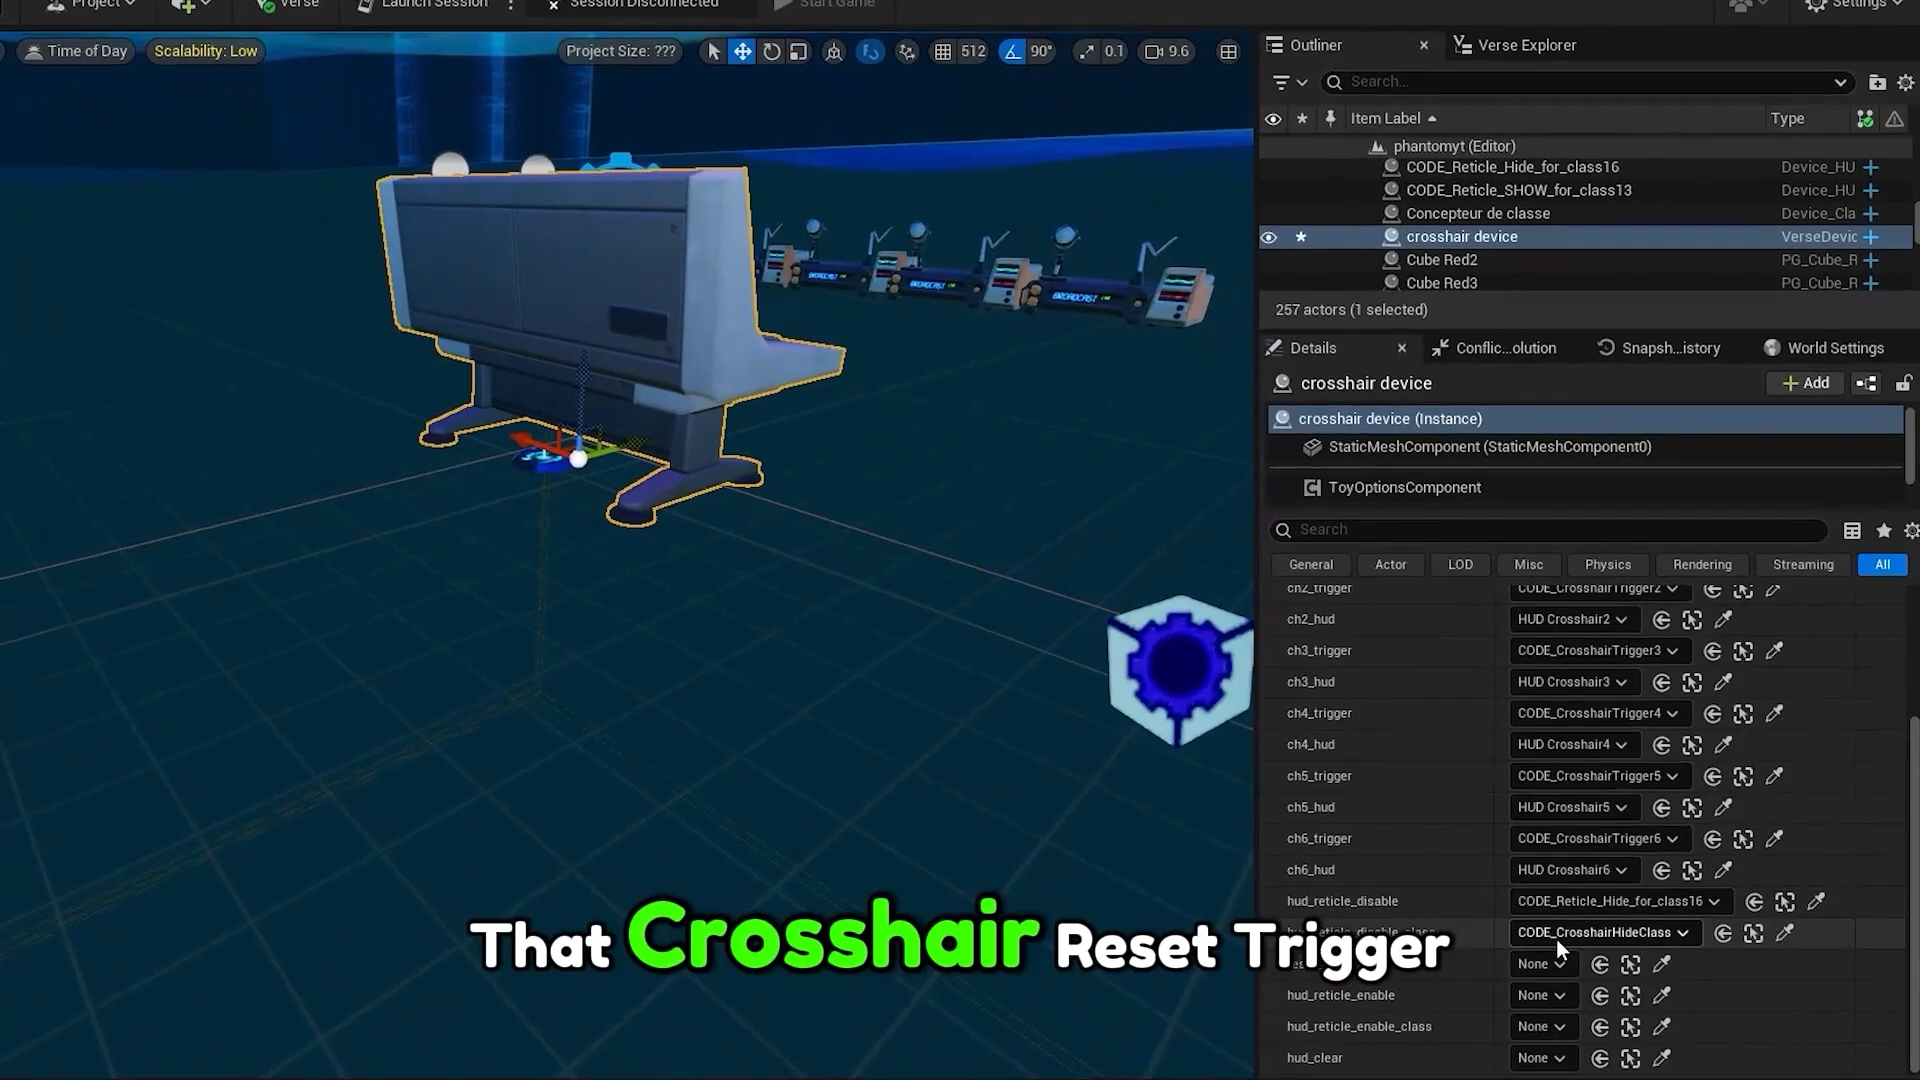 Project
Verse
Launch Session
Session Disconnected
Start Game
Settings
Time of Day
Scalability: Low
Project Size: ???
512
90°
0.1
9.6
Outliner
Verse Explorer
Search...
Item Label
Type
phantomyt (Editor)
CODE_Reticle_Hide_for_class16 Device_HU
CODE_Reticle_SHOW_for_class13 Device_HU
Concepteur de classe Device_Cla
crosshair device VerseDevic
Cube Red2 PG_Cube_R
Cube Red3 PG_Cube_R
257 actors (1 selected)
Details
Conflic...olution
Snapsh...istory
World Settings
crosshair device
Add
crosshair device (Instance)
StaticMeshComponent (StaticMeshComponent0)
ToyOptionsComponent
Search
General Actor LOD Misc Physics Rendering Streaming All
ch2_trigger CODE_CrosshairTrigger2
ch2_hud HUD Crosshair2
ch3_trigger CODE_CrosshairTrigger3
ch3_hud HUD Crosshair3
ch4_trigger CODE_CrosshairTrigger4
ch4_hud HUD Crosshair4
ch5_trigger CODE_CrosshairTrigger5
ch5_hud HUD Crosshair5
ch6_trigger CODE_CrosshairTrigger6
ch6_hud HUD Crosshair6
hud_reticle_disable CODE_Reticle_Hide_for_class16
CODE_CrosshairHideClass
None
hud_reticle_enable None
hud_reticle_enable_class None
hud_clear None
BROADCAST
BROADCAST
BROADCAST
That Crosshair Reset Trigger